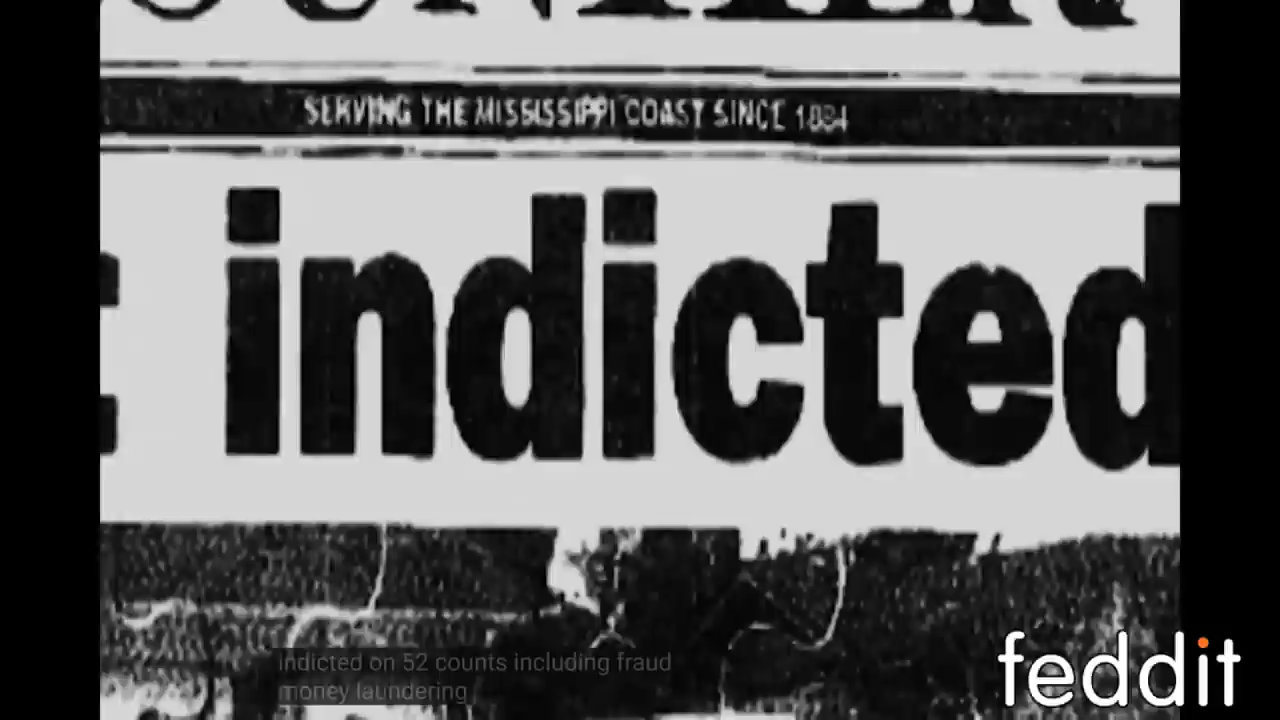 SERVING THE MISSISSIPPI COAST SINCE 1884
indicted
indicted on 52 counts including fraud
money laundering
feddit